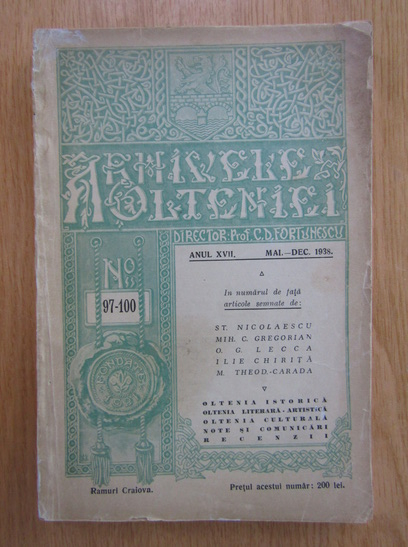 ARHIVELE
OLTENIEI
DIRECTOR-Prof. C.D. FORTUNESCU
ANUL XVII. MAI.—DEC. 1938.
No
97-100
In numărul de față
articole semnate de:
ST. NICOLAESCU
MIH. C. GREGORIAN
O. G. LECCA
ILIE CHIRIȚĂ
M. THEOD.-CARADA
OLTENIA ISTORICĂ
OLTENIA LITERARĂ - ARTISTICĂ
OLTENIA CULTURALĂ
NOTE ȘI COMUNICĂRI
RECENZII
Ramuri Craiova.
Prețul acestui număr: 200 lei.